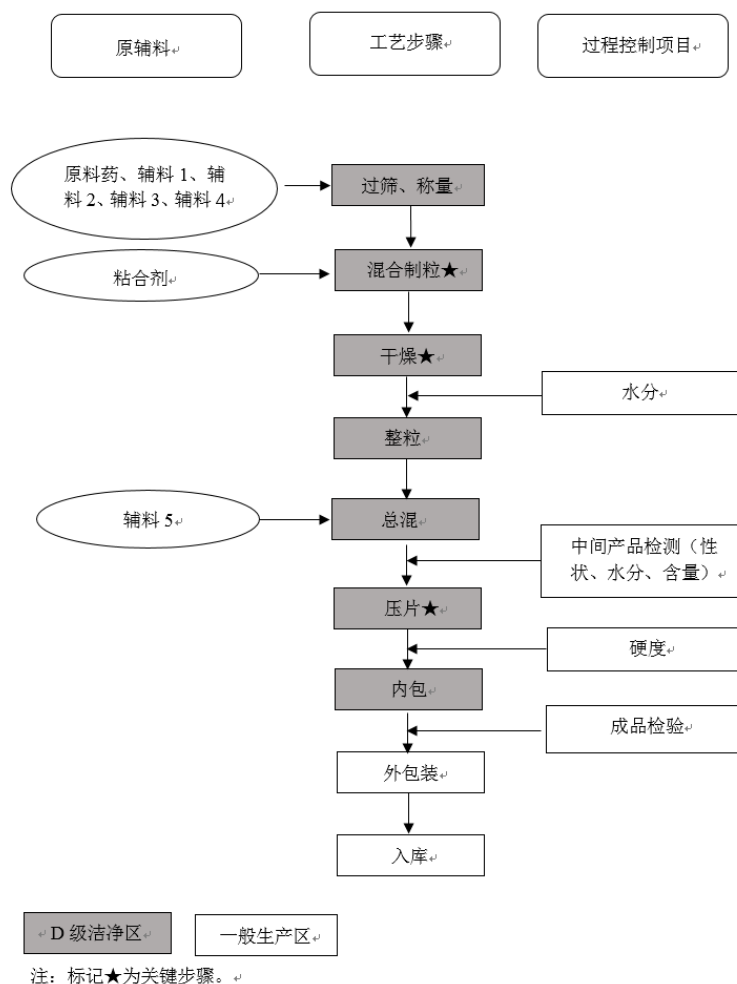 原辅料
工艺步骤
过程控制项目
原料药、辅料 1、辅
料 2、辅料 3、辅料 4
过筛、称量
粘合剂
混合制粒★
干燥★
水分
整粒
辅料 5
总混
中间产品检测（性
状、水分、含量）
压片★
硬度
内包
成品检验
外包装
入库
D 级洁净区
一般生产区
注：标记★为关键步骤。